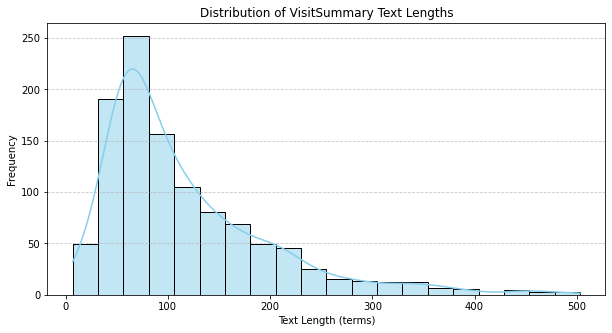 Distribution of VisitSummary Text Lengths
Frequency
250
200
150
100
50
0
0 100 200 300 400 500
Text Length (terms)